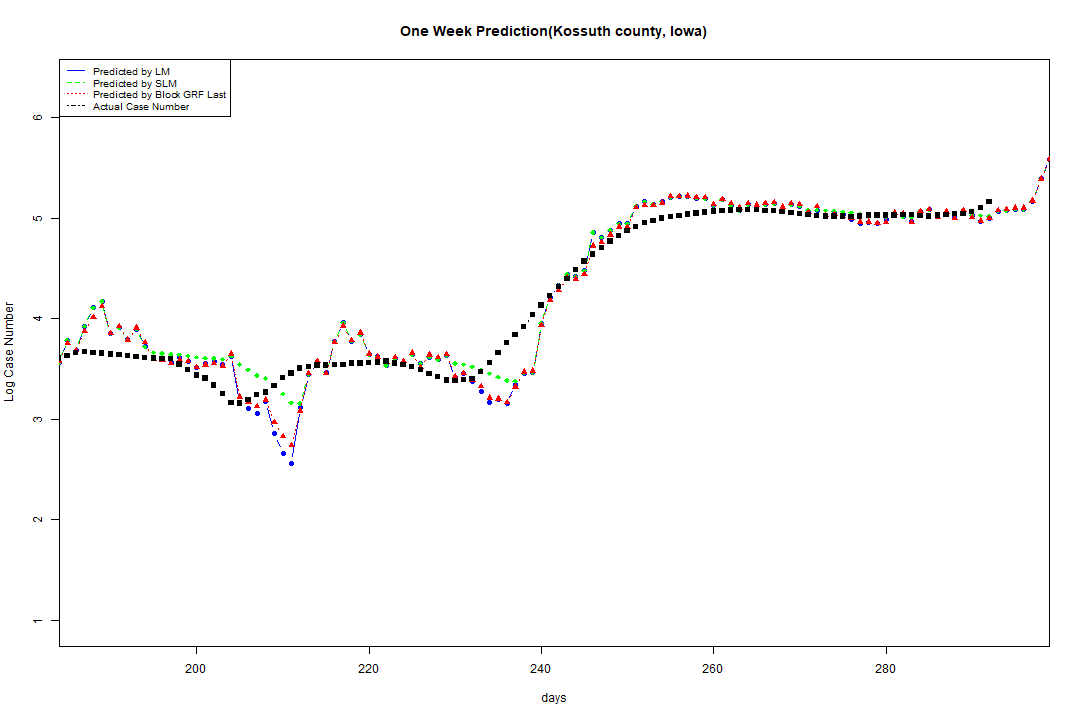 One Week Prediction(Kossuth county, Iowa)
Predicted by LM
Predicted by SLM
Predicted by Block GRF Last
Actual Case Number
6
5
4
3
2
1
Log Case Number
200 220 240 260 280
days